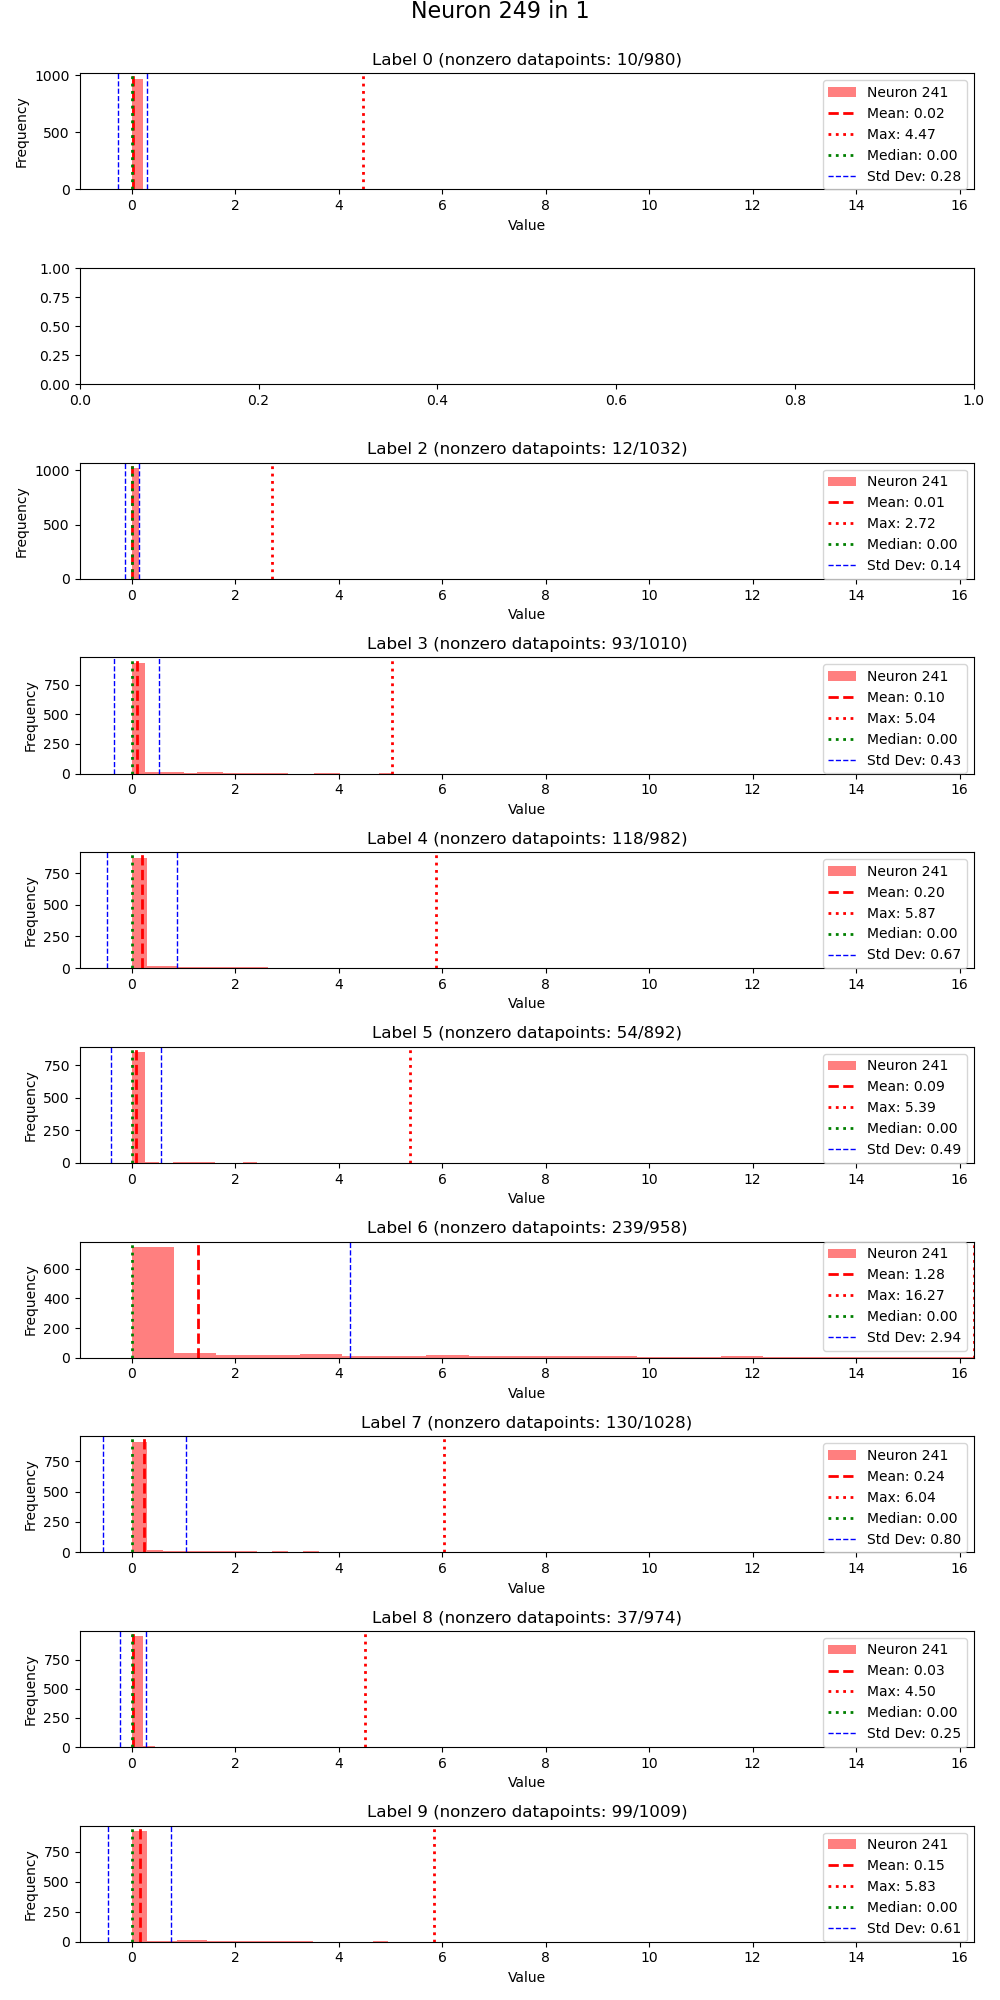 Neuron 249 in 1
Label 0 (nonzero datapoints: 10/980)
Frequency
1000
500
0
Neuron 241
Mean: 0.02
Max: 4.47
Median: 0.00
Std Dev: 0.28
0 2 4 6 8 10 12 14 16
Value
1.00
0.75
0.50
0.25
0.00
0.0 0.2 0.4 0.6 0.8 1.0
Label 2 (nonzero datapoints: 12/1032)
Frequency
1000
500
0
Neuron 241
Mean: 0.01
Max: 2.72
Median: 0.00
Std Dev: 0.14
0 2 4 6 8 10 12 14 16
Value
Label 3 (nonzero datapoints: 93/1010)
Frequency
750
500
250
0
Neuron 241
Mean: 0.10
Max: 5.04
Median: 0.00
Std Dev: 0.43
0 2 4 6 8 10 12 14 16
Value
Label 4 (nonzero datapoints: 118/982)
Frequency
750
500
250
0
Neuron 241
Mean: 0.20
Max: 5.87
Median: 0.00
Std Dev: 0.67
0 2 4 6 8 10 12 14 16
Value
Label 5 (nonzero datapoints: 54/892)
Frequency
750
500
250
0
Neuron 241
Mean: 0.09
Max: 5.39
Median: 0.00
Std Dev: 0.49
0 2 4 6 8 10 12 14 16
Value
Label 6 (nonzero datapoints: 239/958)
Frequency
600
400
200
0
Neuron 241
Mean: 1.28
Max: 16.27
Median: 0.00
Std Dev: 2.94
0 2 4 6 8 10 12 14 16
Value
Label 7 (nonzero datapoints: 130/1028)
Frequency
750
500
250
0
Neuron 241
Mean: 0.24
Max: 6.04
Median: 0.00
Std Dev: 0.80
0 2 4 6 8 10 12 14 16
Value
Label 8 (nonzero datapoints: 37/974)
Frequency
750
500
250
0
Neuron 241
Mean: 0.03
Max: 4.50
Median: 0.00
Std Dev: 0.25
0 2 4 6 8 10 12 14 16
Value
Label 9 (nonzero datapoints: 99/1009)
Frequency
750
500
250
0
Neuron 241
Mean: 0.15
Max: 5.83
Median: 0.00
Std Dev: 0.61
0 2 4 6 8 10 12 14 16
Value